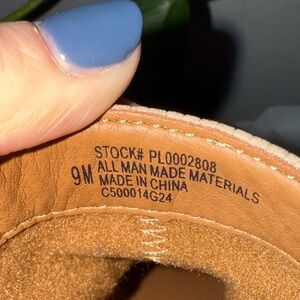 STOCK# PL0002808
9M ALL MAN MADE MATERIALS
MADE IN CHINA
C500014G24